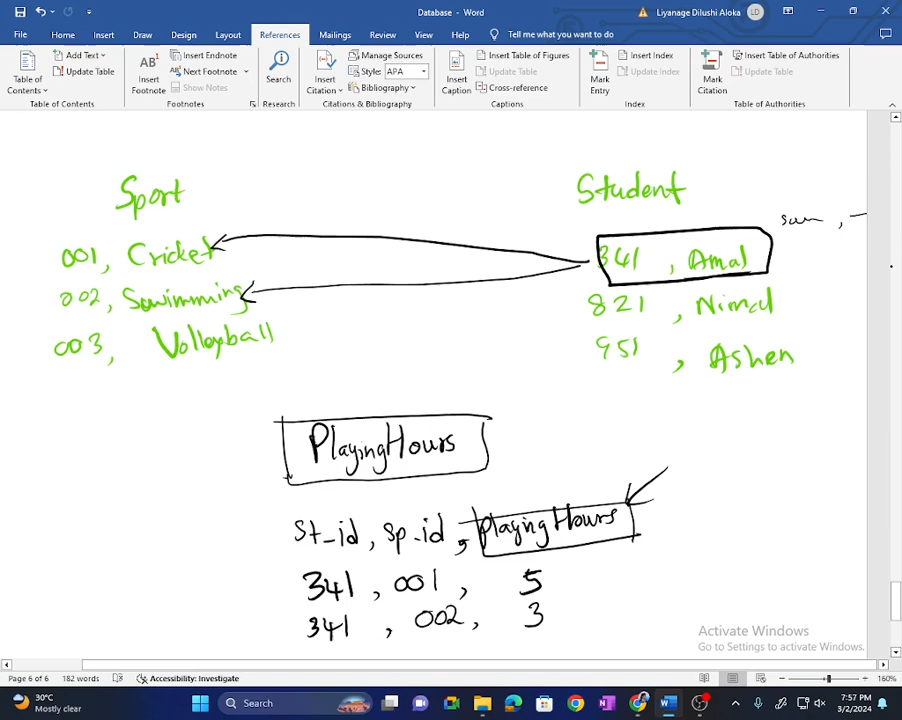 Database - Word
Liyanage Dilushi Aloka LD
File Home Insert Draw Design Layout References Mailings Review View Help Tell me what you want to do
Table of Contents
Add Text
Update Table
Table of Contents
Insert Footnote
Insert Endnote
Next Footnote
Show Notes
Footnotes
Search
Research
Insert Citation
Manage Sources
Style: APA
Bibliography
Citations & Bibliography
Insert Caption
Insert Table of Figures
Update Table
Cross-reference
Captions
Mark Entry
Insert Index
Update Index
Index
Mark Citation
Insert Table of Authorities
Update Table
Table of Authorities
Sport
001, Cricket
002, Sawimming
003, Volleyball
Student
341 , Amal
821 , Nimal
951 , Ashen
PlayingHours
St_id, Sp_id, playingHours
341 , 001 , 5
341 , 002, 3
Activate Windows
Go to Settings to activate Windows.
Page 6 of 6 182 words Accessibility: Investigate 160%
30°C
Mostly clear
Search
7:57 PM
3/2/2024